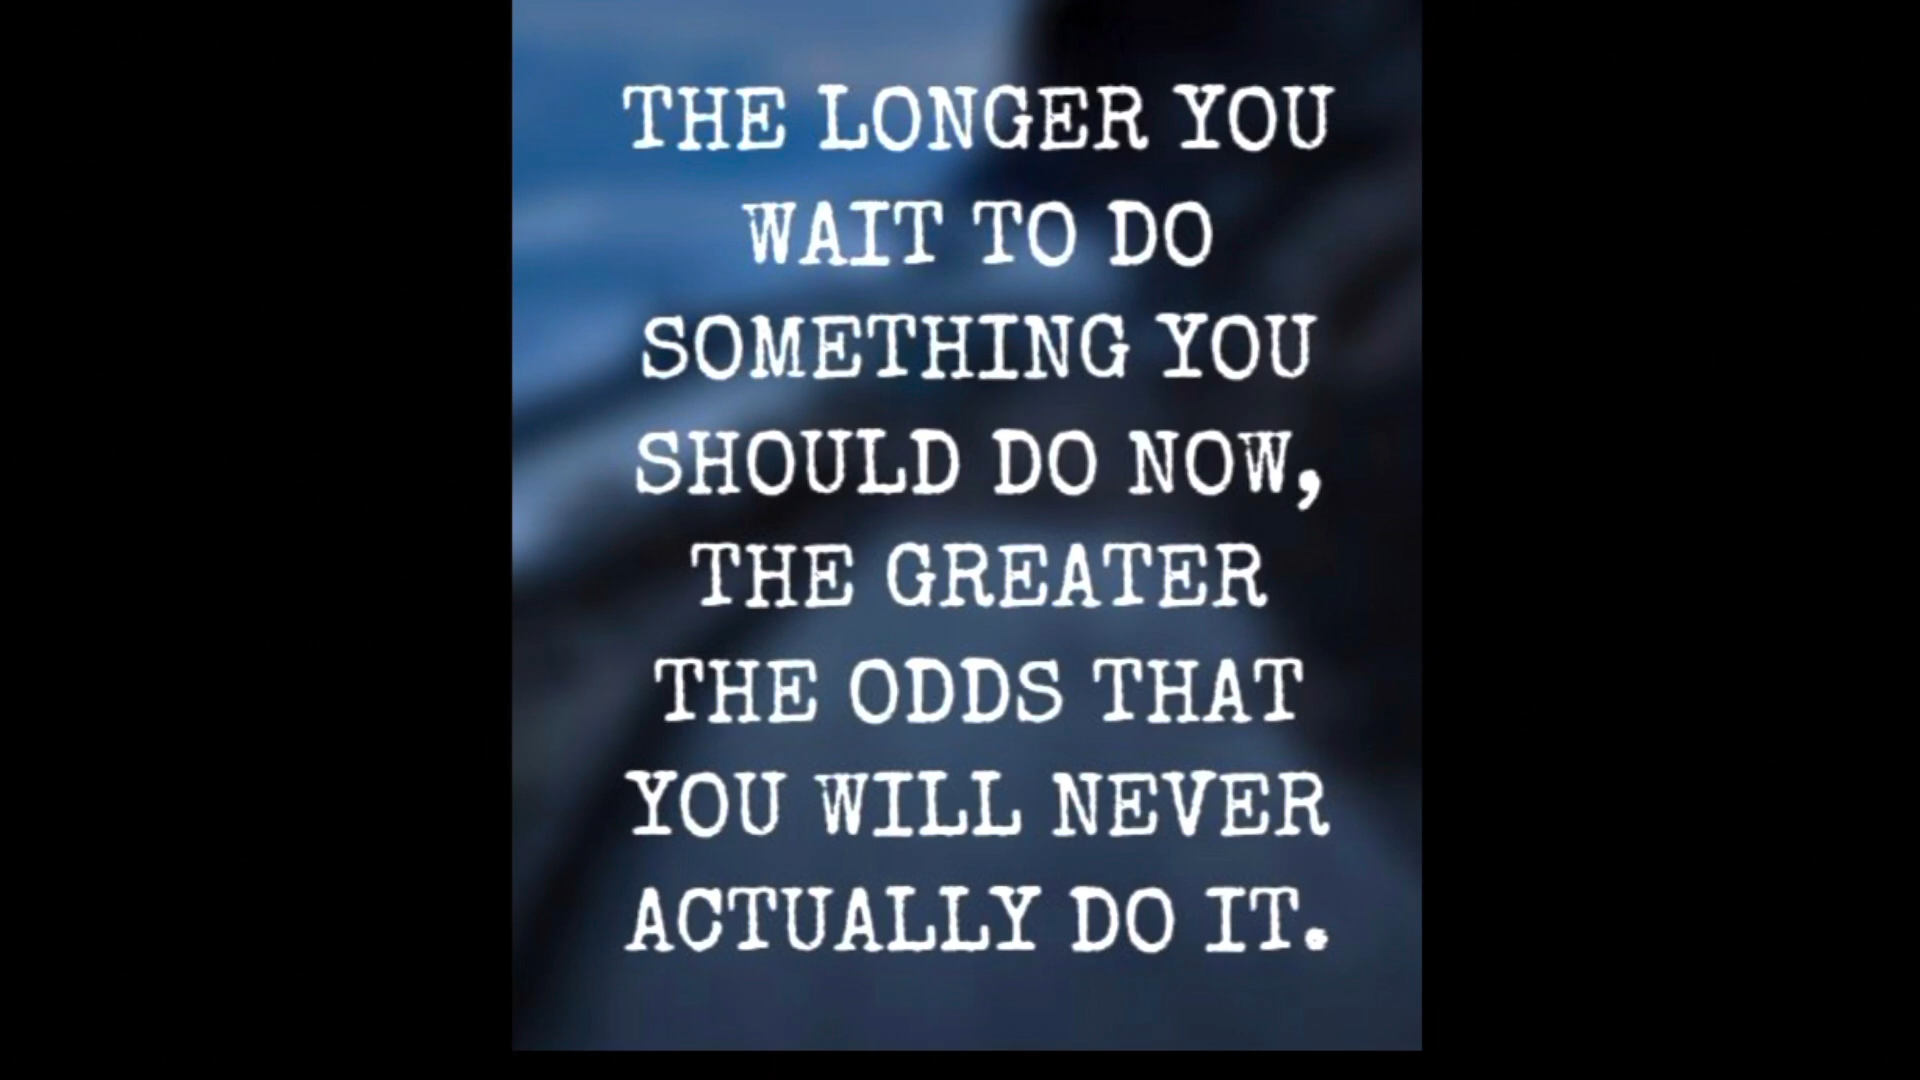 THE LONGER YOU
WAIT TO DO
SOMETHING YOU
SHOULD DO NOW,
THE GREATER
THE ODDS THAT
YOU WILL NEVER
ACTUALLY DO IT.